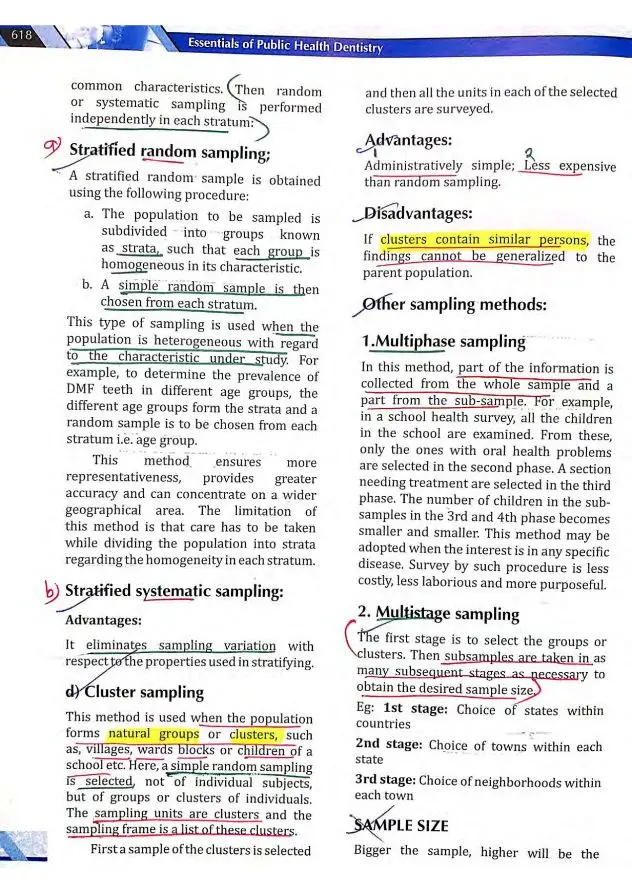 618
Essentials of Public Health Dentistry
common characteristics. Then random
or systematic sampling is performed
independently in each stratum:
a) Stratified random sampling;
A stratified random sample is obtained
using the following procedure:
a. The population to be sampled is
subdivided into groups known
as strata, such that each group is
homogeneous in its characteristic.
b. A simple random sample is then
chosen from each stratum.
This type of sampling is used when the
population is heterogeneous with regard
to the characteristic under study. For
example, to determine the prevalence of
DMF teeth in different age groups, the
different age groups form the strata and a
random sample is to be chosen from each
stratum i.e. age group.
This method ensures more
representativeness, provides greater
accuracy and can concentrate on a wider
geographical area. The limitation of
this method is that care has to be taken
while dividing the population into strata
regarding the homogeneity in each stratum.
b) Stratified systematic sampling:
Advantages:
It eliminates sampling variation with
respect to the properties used in stratifying.
d) Cluster sampling
This method is used when the population
forms natural groups or clusters, such
as, villages, wards blocks or children of a
school etc. Here, a simple random sampling
is selected, not of individual subjects,
but of groups or clusters of individuals.
The sampling units are clusters and the
sampling frame is a list of these clusters.
First a sample of the clusters is selected
and then all the units in each of the selected
clusters are surveyed.
Advantages:
1 2
Administratively simple; Less expensive
than random sampling.
Disadvantages:
If clusters contain similar persons, the
findings cannot be generalized to the
parent population.
Other sampling methods:
1.Multiphase sampling
In this method, part of the information is
collected from the whole sample and a
part from the sub-sample. For example,
in a school health survey, all the children
in the school are examined. From these,
only the ones with oral health problems
are selected in the second phase. A section
needing treatment are selected in the third
phase. The number of children in the sub-
samples in the 3rd and 4th phase becomes
smaller and smaller. This method may be
adopted when the interest is in any specific
disease. Survey by such procedure is less
costly, less laborious and more purposeful.
2. Multistage sampling
The first stage is to select the groups or
clusters. Then subsamples are taken in as
many subsequent stages as necessary to
obtain the desired sample size.
Eg: 1st stage: Choice of states within
countries
2nd stage: Choice of towns within each
state
3rd stage: Choice of neighborhoods within
each town
SAMPLE SIZE
Bigger the sample, higher will be the